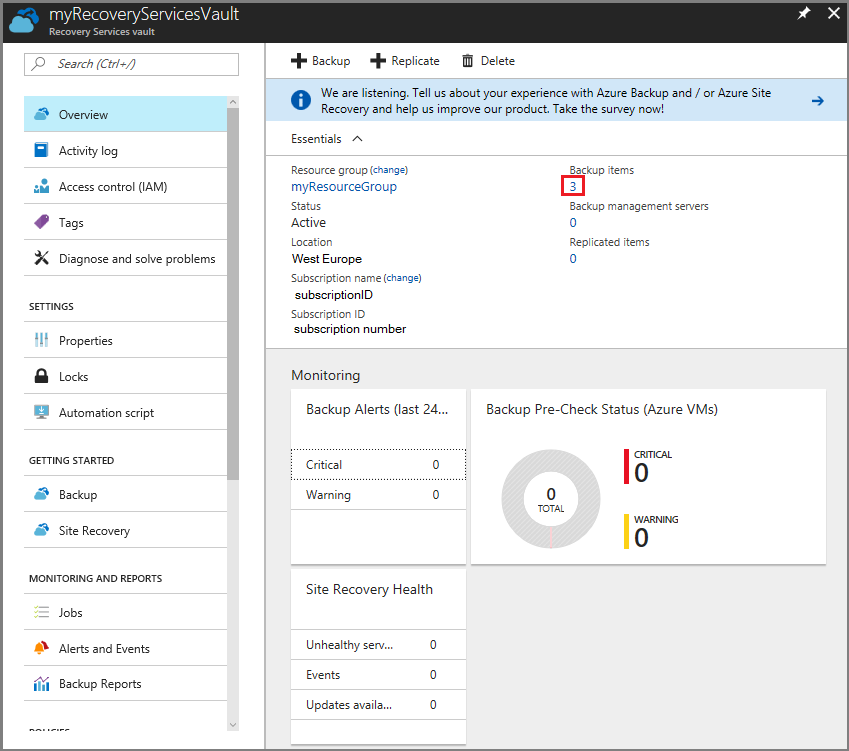 myRecoveryServicesVault
Recovery Services vault
Search (Ctrl+/)
Overview
Activity log
Access control (IAM)
Tags
Diagnose and solve problems
SETTINGS
Properties
Locks
Automation script
GETTING STARTED
Backup
Site Recovery
MONITORING AND REPORTS
Jobs
Alerts and Events
Backup Reports
Backup Replicate Delete
We are listening. Tell us about your experience with Azure Backup and / or Azure Site
Recovery and help us improve our product. Take the survey now!
Essentials
Resource group (change)
myResourceGroup
Status
Active
Location
West Europe
Subscription name (change)
subscriptionID
Subscription ID
subscription number
Backup items
3
Backup management servers
0
Replicated items
0
Monitoring
Backup Alerts (last 24...
Critical 0
Warning 0
Backup Pre-Check Status (Azure VMs)
0
TOTAL
CRITICAL
0
WARNING
0
Site Recovery Health
Unhealthy serv... 0
Events 0
Updates availa... 0